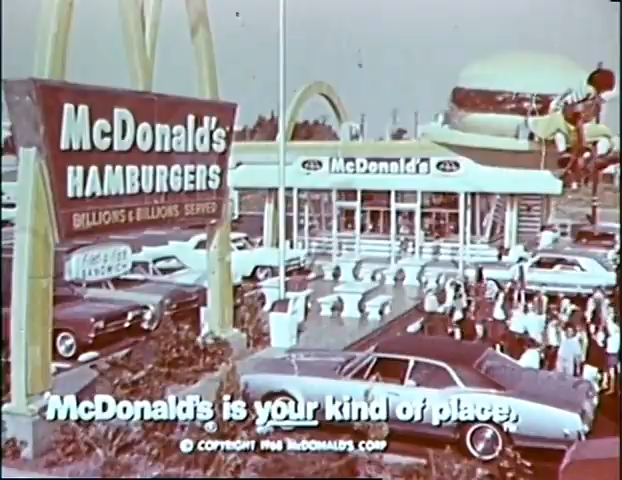 McDonald's
HAMBURGERS
BILLIONS & BILLIONS SERVED
McDonald's
McDonald's is your kind of place,
© COPYRIGHT 1968 McDONALD'S CORP